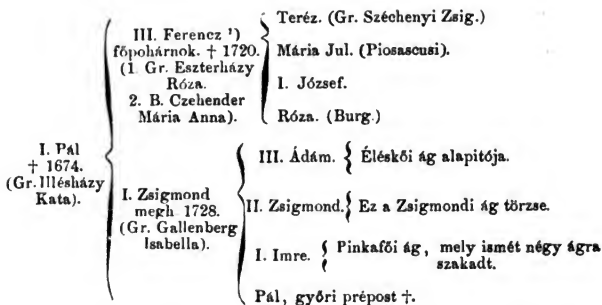 III. Ferencz ¹)
főpohárnok. † 1720.
(1 Gr. Eszterházy
Róza.
2. B. Czehender
Mária Anna).
Teréz. (Gr. Széchenyi Zsig.)
Mária Jul. (Piosascusi).
I. József.
Róza. (Burg.)
I. Pál
† 1674.
(Gr. Illésházy
Kata).
I. Zsigmond
megh 1728.
(Gr. Gallenberg
Isabella).
III. Ádám. { Éléskői ág alapitója.
II. Zsigmond. { Ez a Zsigmondi ág törzse.
I. Imre. { Pinkafői ág, mely ismét négy ágra
szakadt.
Pál, győri prépost †.